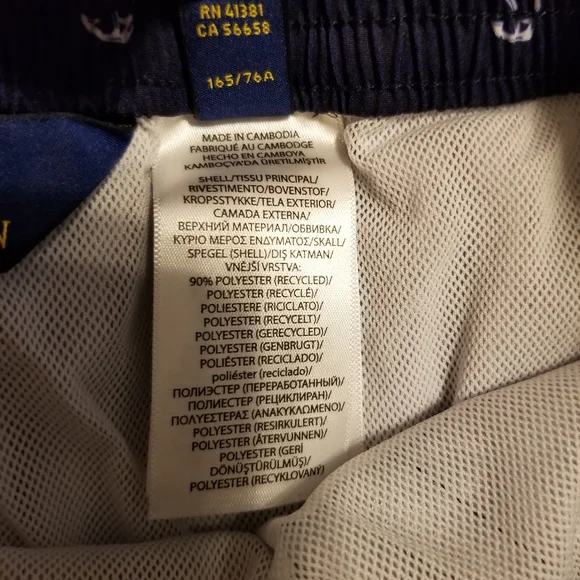 RN 41381
CA 56658
165/76A
N
MADE IN CAMBODIA
FABRIQUÉ AU CAMBODGE
HECHO EN CAMBOYA
KAMBOÇYA'DA ÜRETİLMİŞTİR
SHELL/TISSU PRINCIPAL/
RIVESTIMENTO/BOVENSTOF/
KROPSSTYKKE/TELA EXTERIOR/
CAMADA EXTERNA/
ВЕРХНИЙ МАТЕРИАЛ/ОБВИВКА/
ΚΥΡΙΟ ΜΕΡΟΣ ΕΝΔΥΜΑΤΟΣ/SKALL/
SPEGEL (SHELL)/DIŞ KATMAN/
VNĚJŠÍ VRSTVA:
90% POLYESTER (RECYCLED)/
POLYESTER (RECYCLÉ)/
POLIESTERE (RICICLATO)/
POLYESTER (RECYCELT)/
POLYESTER (GERECYCLED)/
POLYESTER (GENBRUGT)/
POLIÉSTER (RECICLADO)/
poliéster (reciclado)/
ПОЛИЭСТЕР (ПЕРЕРАБОТАННЫЙ)/
ПОЛИЕСТЕР (РЕЦИКЛИРАН)/
ΠΟΛΥΕΣΤΕΡΑΣ (ΑΝΑΚΥΚΛΩΜΕΝΟ)/
POLYESTER (RESIRKULERT)/
POLYESTER (ÅTERVUNNEN)/
POLYESTER (GERİ
DÖNÜŞTÜRÜLMÜŞ)/
POLYESTER (RECYKLOVANÝ)